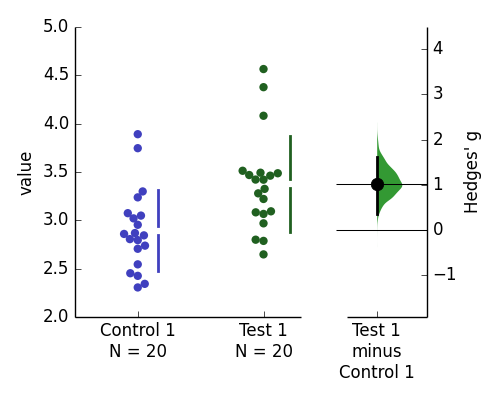 5.0
4.5
4.0
3.5
3.0
2.5
2.0
value
Control 1
N = 20
Test 1
N = 20
4
3
2
1
0
−1
Hedges' g
Test 1
minus
Control 1